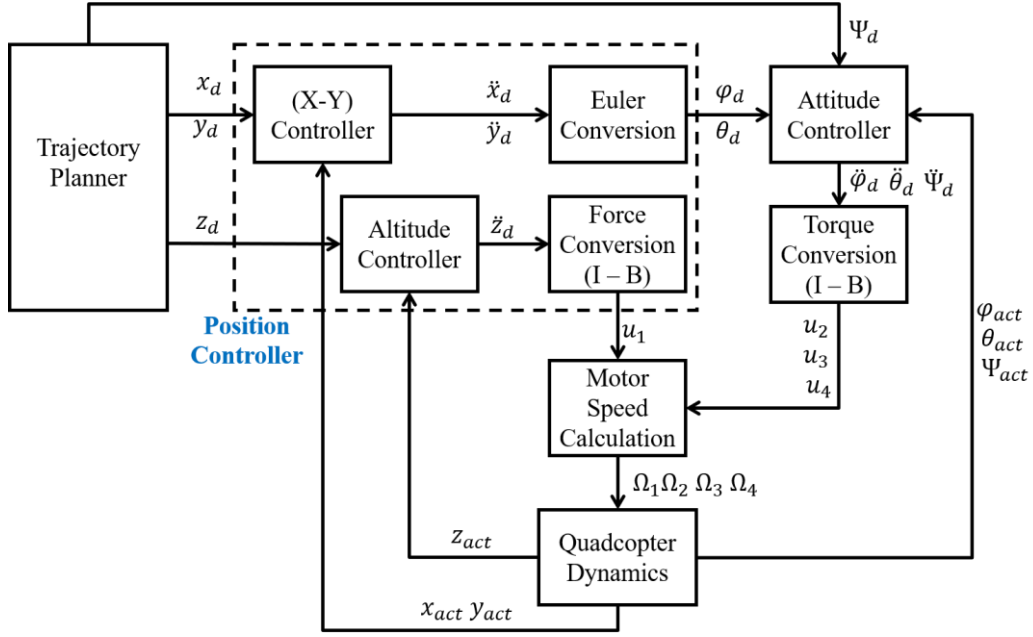 Ψ_d
x_d
y_d
(X-Y)
Controller
ẍ_d
ÿ_d
Euler
Conversion
φ_d
θ_d
Attitude
Controller
Trajectory
Planner
φ̈_d θ̈_d Ψ̈_d
z_d
Altitude
Controller
z̈_d
Force
Conversion
(I – B)
Torque
Conversion
(I – B)
Position
Controller
u_1
u_2
u_3
u_4
φ_act
θ_act
Ψ_act
Motor
Speed
Calculation
Ω_1 Ω_2 Ω_3 Ω_4
z_act
Quadcopter
Dynamics
x_act y_act